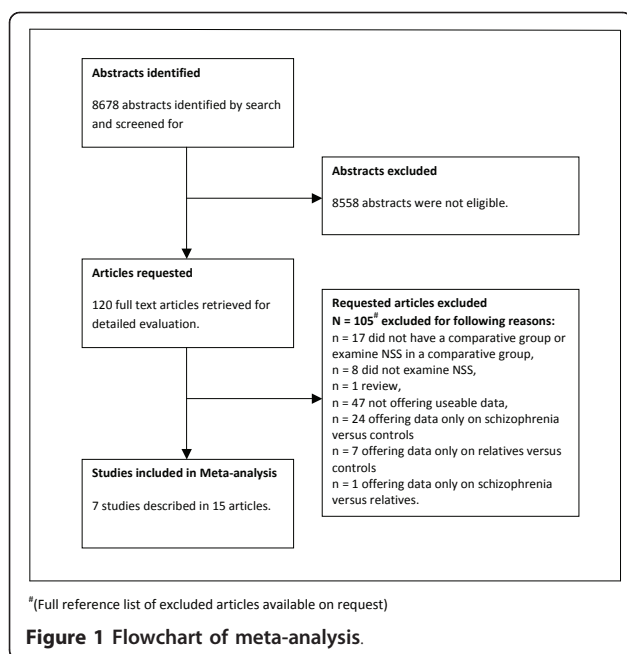 Abstracts identified
8678 abstracts identified by search
and screened for
Abstracts excluded
8558 abstracts were not eligible.
Articles requested
120 full text articles retrieved for
detailed evaluation.
Requested articles excluded
N = 105# excluded for following reasons:
n = 17 did not have a comparative group or
examine NSS in a comparative group,
n = 8 did not examine NSS,
n = 1 review,
n = 47 not offering useable data,
n = 24 offering data only on schizophrenia
versus controls
n = 7 offering data only on relatives versus
controls
n = 1 offering data only on schizophrenia
versus relatives.
Studies included in Meta-analysis
7 studies described in 15 articles.
#(Full reference list of excluded articles available on request)
Figure 1 Flowchart of meta-analysis.